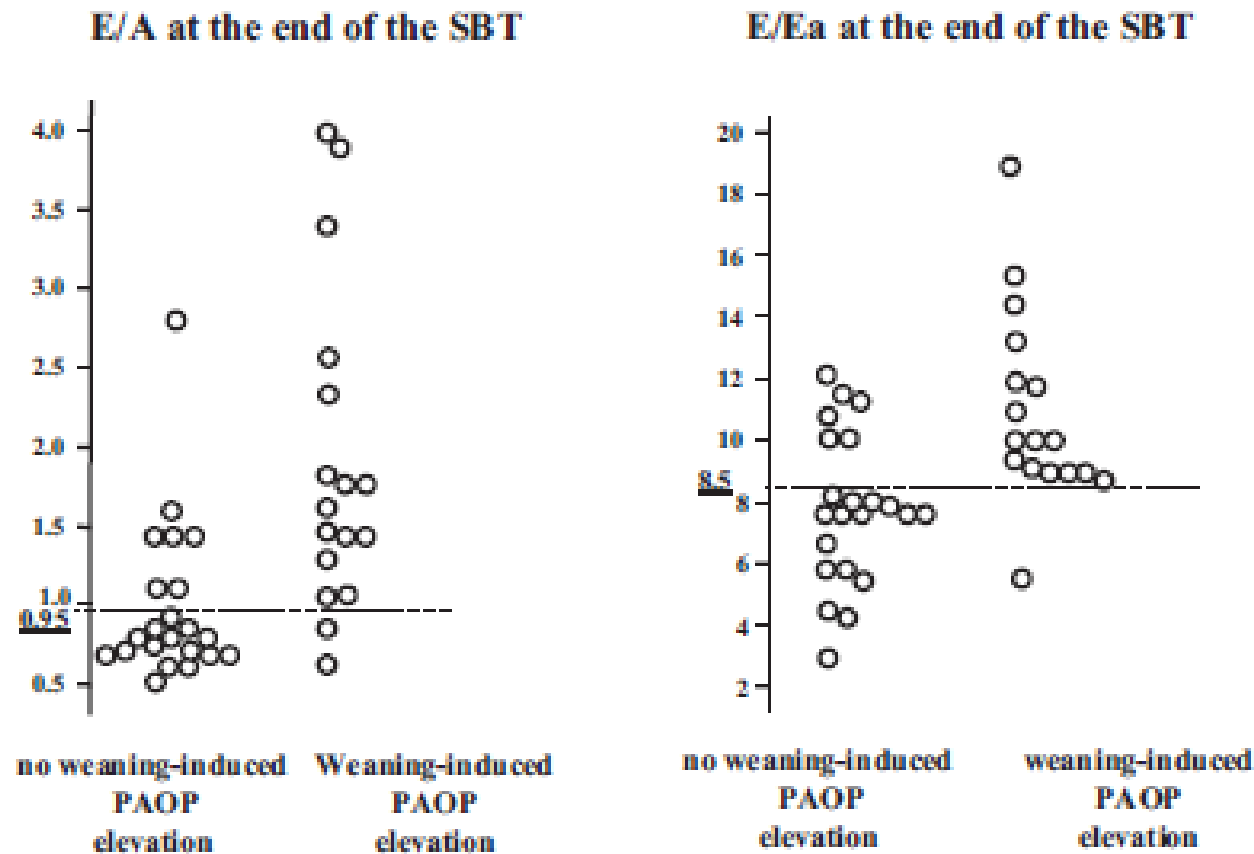 E/A at the end of the SBT
4.0
3.5
3.0
2.5
2.0
1.5
1.0
0.95
0.5
no weaning-induced
PAOP
elevation
Weaning-induced
PAOP
elevation
E/Ea at the end of the SBT
20
18
16
14
12
10
8.5
8
6
4
2
no weaning-induced
PAOP
elevation
weaning-induced
PAOP
elevation